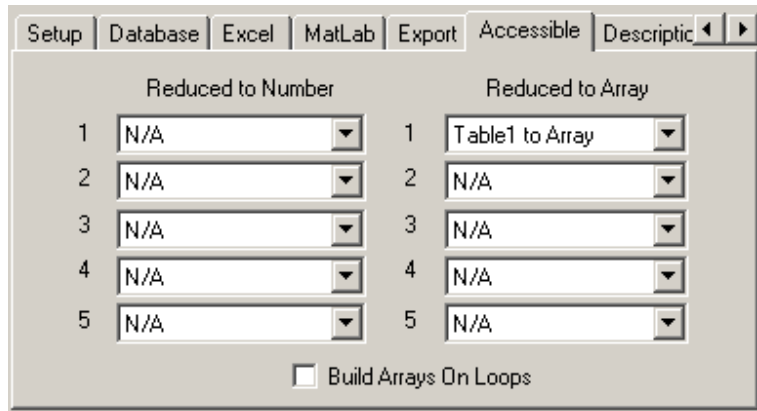 Setup Database Excel MatLab Export Accessible Descriptic
Reduced to Number Reduced to Array
1 N/A 1 Table1 to Array
2 N/A 2 N/A
3 N/A 3 N/A
4 N/A 4 N/A
5 N/A 5 N/A
Build Arrays On Loops